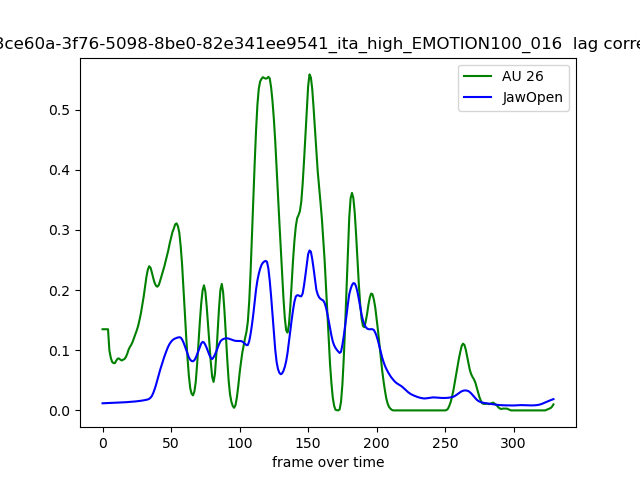 3ce60a-3f76-5098-8be0-82e341ee9541_ita_high_EMOTION100_016 lag corre
AU 26
JawOpen
0.5
0.4
0.3
0.2
0.1
0.0
0 50 100 150 200 250 300
frame over time